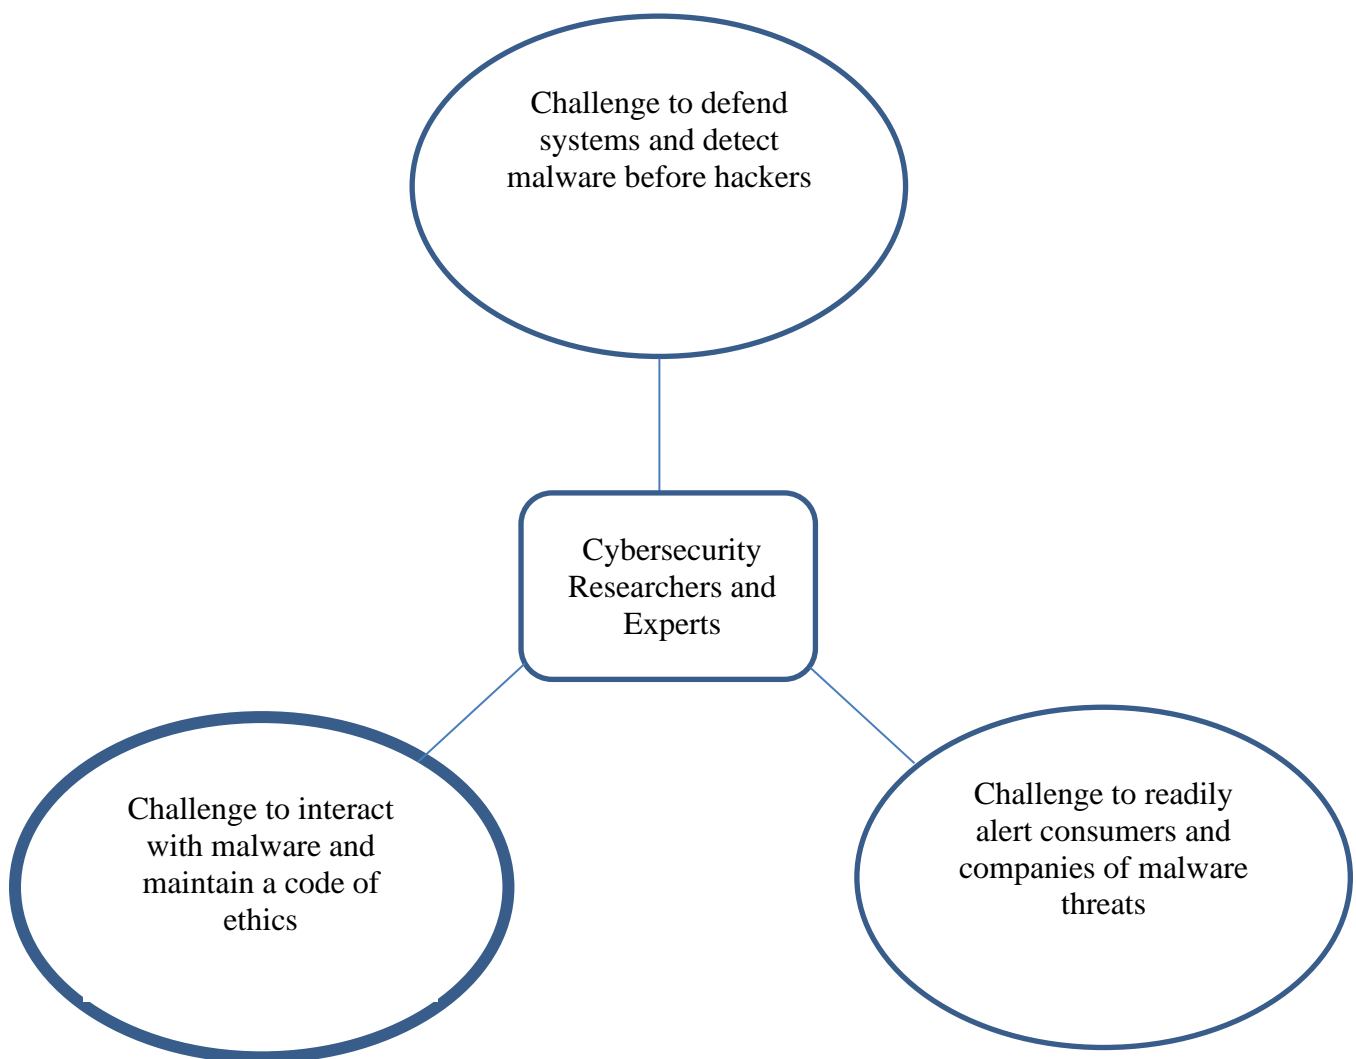 Challenge to defend
systems and detect
malware before hackers
Cybersecurity
Researchers and
Experts
Challenge to interact
with malware and
maintain a code of
ethics
Challenge to readily
alert consumers and
companies of malware
threats